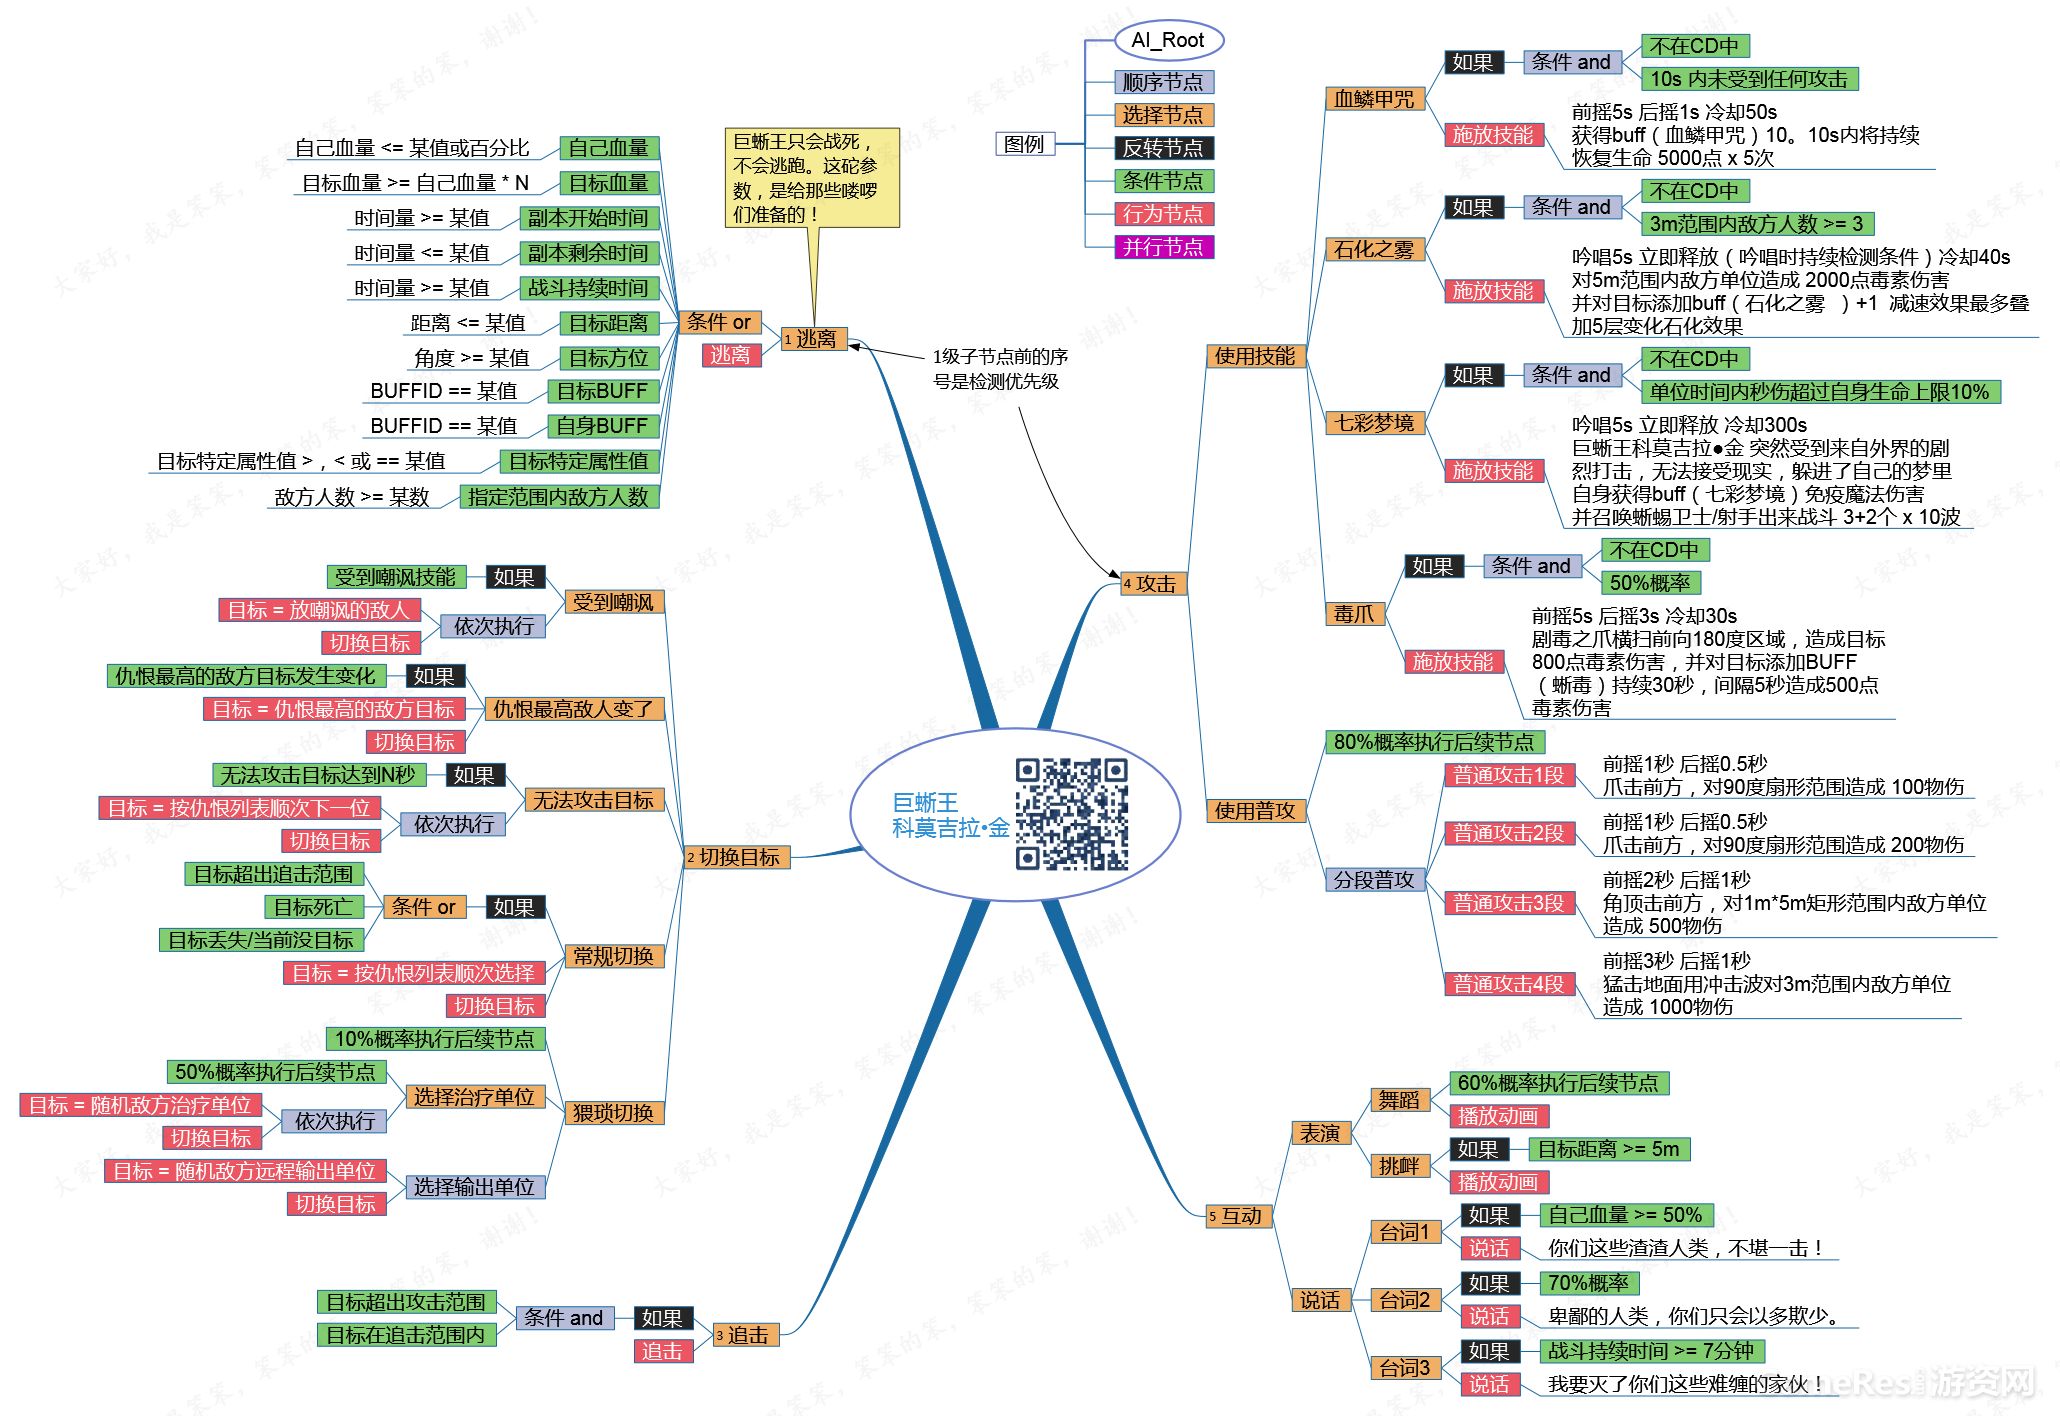 AI_Root
顺序节点
选择节点
图例
反转节点
条件节点
行为节点
并行节点
巨蜥王只会战死，
不会逃跑。这砣参
数，是给那些喽啰
们准备的！
1级子节点前的序
号是检测优先级
巨蜥王
科莫吉拉•金
1 逃离
条件 or
自己血量
自己血量 <= 某值或百分比
目标血量
目标血量 >= 自己血量 * N
副本开始时间
时间量 >= 某值
副本剩余时间
时间量 <= 某值
战斗持续时间
时间量 >= 某值
目标距离
距离 <= 某值
目标方位
角度 >= 某值
目标BUFF
BUFFID == 某值
自身BUFF
BUFFID == 某值
目标特定属性值
目标特定属性值 >，< 或 == 某值
指定范围内敌方人数
敌方人数 >= 某数
逃离
2 切换目标
受到嘲讽
如果
受到嘲讽技能
依次执行
目标 = 放嘲讽的敌人
切换目标
仇恨最高敌人变了
如果
仇恨最高的敌方目标发生变化
目标 = 仇恨最高的敌方目标
切换目标
无法攻击目标
如果
无法攻击目标达到N秒
依次执行
目标 = 按仇恨列表顺次下一位
切换目标
常规切换
如果
条件 or
目标超出追击范围
目标死亡
目标丢失/当前没目标
目标 = 按仇恨列表顺次选择
切换目标
猥琐切换
10%概率执行后续节点
选择治疗单位
50%概率执行后续节点
依次执行
目标 = 随机敌方治疗单位
切换目标
选择输出单位
目标 = 随机敌方远程输出单位
切换目标
3 追击
如果
条件 and
目标超出攻击范围
目标在追击范围内
追击
4 攻击
使用技能
血鳞甲咒
如果
条件 and
不在CD中
10s 内未受到任何攻击
施放技能
前摇5s 后摇1s 冷却50s
获得buff（血鳞甲咒）10。10s内将持续
恢复生命 5000点 x 5次
石化之雾
如果
条件 and
不在CD中
3m范围内敌方人数 >= 3
施放技能
吟唱5s 立即释放（吟唱时持续检测条件）冷却40s
对5m范围内敌方单位造成 2000点毒素伤害
并对目标添加buff（石化之雾 ）+1 减速效果最多叠
加5层变化石化效果
七彩梦境
如果
条件 and
不在CD中
单位时间内秒伤超过自身生命上限10%
施放技能
吟唱5s 立即释放 冷却300s
巨蜥王科莫吉拉●金 突然受到来自外界的剧
烈打击，无法接受现实，躲进了自己的梦里
自身获得buff（七彩梦境）免疫魔法伤害
并召唤蜥蜴卫士/射手出来战斗 3+2个 x 10波
毒爪
如果
条件 and
不在CD中
50%概率
施放技能
前摇5s 后摇3s 冷却30s
剧毒之爪横扫前向180度区域，造成目标
800点毒素伤害，并对目标添加BUFF
（蜥毒）持续30秒，间隔5秒造成500点
毒素伤害
使用普攻
80%概率执行后续节点
分段普攻
普通攻击1段
前摇1秒 后摇0.5秒
爪击前方，对90度扇形范围造成 100物伤
普通攻击2段
前摇1秒 后摇0.5秒
爪击前方，对90度扇形范围造成 200物伤
普通攻击3段
前摇2秒 后摇1秒
角顶击前方，对1m*5m矩形范围内敌方单位
造成 500物伤
普通攻击4段
前摇3秒 后摇1秒
猛击地面用冲击波对3m范围内敌方单位
造成 1000物伤
5 互动
表演
舞蹈
60%概率执行后续节点
播放动画
挑衅
如果
目标距离 >= 5m
播放动画
说话
台词1
如果
自己血量 >= 50%
说话
你们这些渣渣人类，不堪一击！
台词2
如果
70%概率
说话
卑鄙的人类，你们只会以多欺少。
台词3
如果
战斗持续时间 >= 7分钟
说话
我要灭了你们这些难缠的家伙！
大家好，我是笨笨，笨笨的笨，谢谢！
游资网